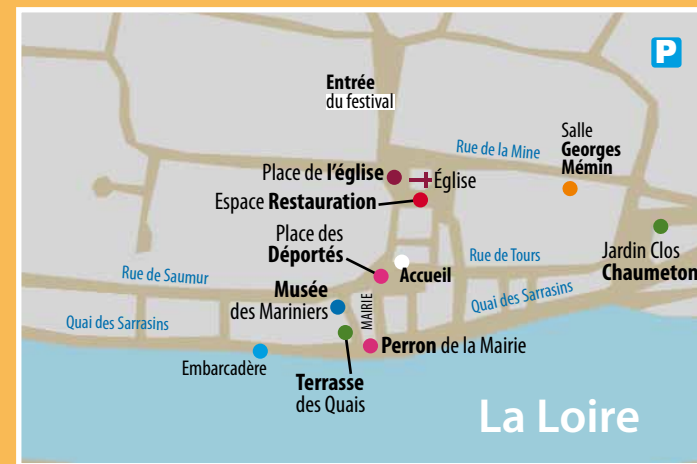 P
Entrée
du festival
Rue de la Mine
Salle
Georges
Mémin
Place de l'église
Église
Espace Restauration
Place des
Déportés
Accueil
Rue de Tours
Jardin Clos
Chaumeton
Rue de Saumur
Musée
des Mariniers
MAIRIE
Quai des Sarrasins
Quai des Sarrasins
Embarcadère
Perron de la Mairie
Terrasse
des Quais
La Loire